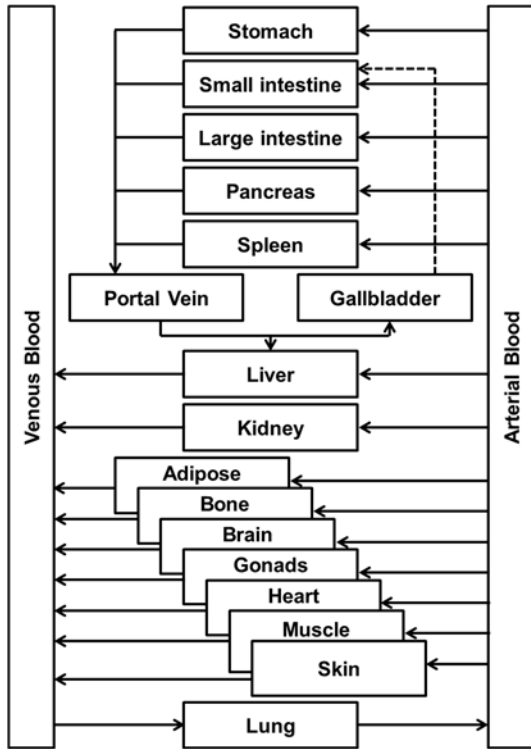 Stomach
Small intestine
Large intestine
Pancreas
Spleen
Portal Vein
Gallbladder
Liver
Kidney
Adipose
Bone
Brain
Gonads
Heart
Muscle
Skin
Lung
Venous Blood
Arterial Blood